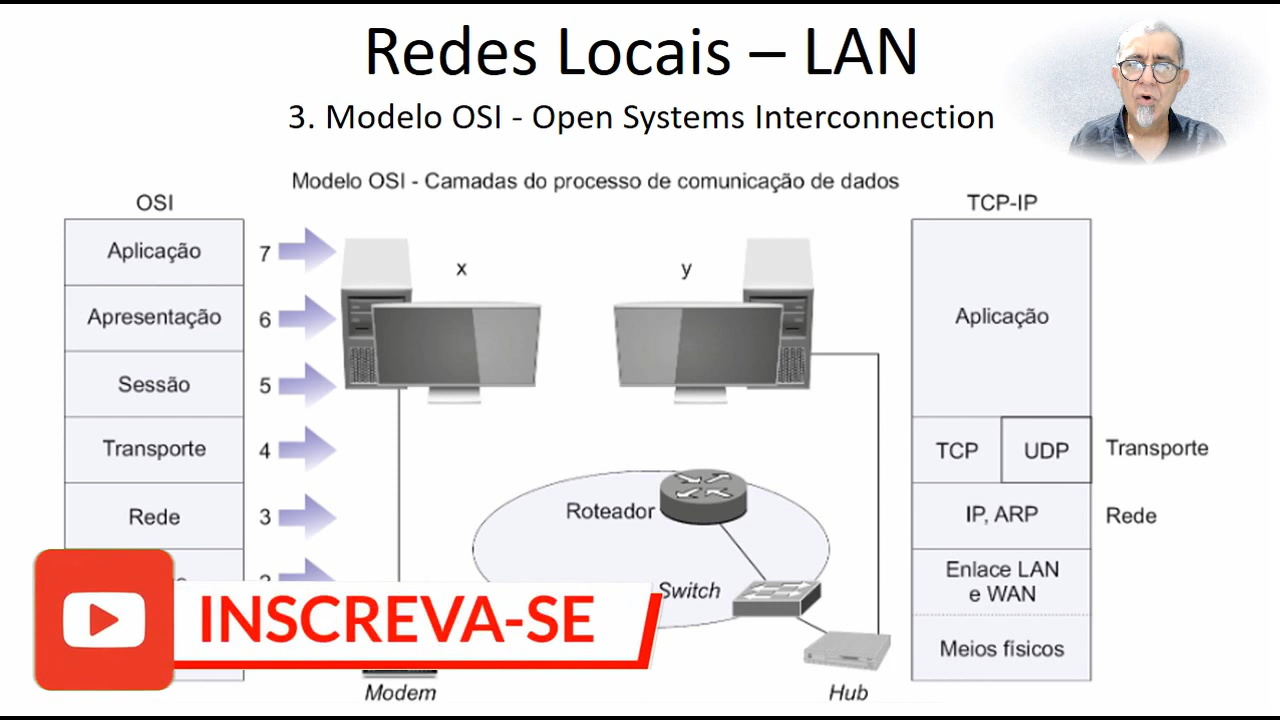 Redes Locais – LAN
3. Modelo OSI - Open Systems Interconnection
Modelo OSI - Camadas do processo de comunicação de dados
OSI
TCP-IP
Aplicação
7
x
y
Apresentação
6
Aplicação
Sessão
5
Transporte
4
TCP
UDP
Transporte
Rede
3
Roteador
IP, ARP
Rede
Enlace LAN
e WAN
Switch
INSCREVA-SE
Meios físicos
Modem
Hub